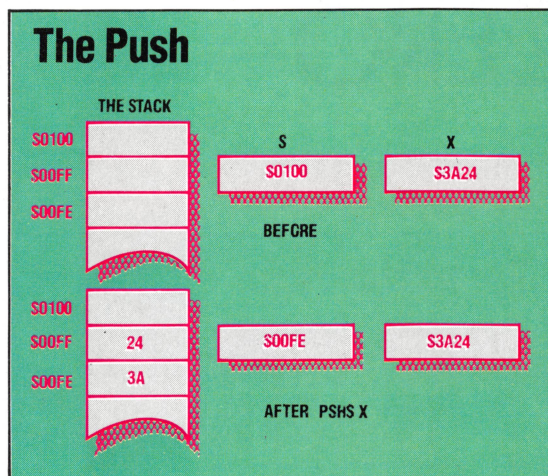 The Push
THE STACK
S X
$0100
$0100 $3A24
$00FF
$00FE
BEFORE
$0100
$00FF 24 $00FE $3A24
$00FE 3A
AFTER PSHS X